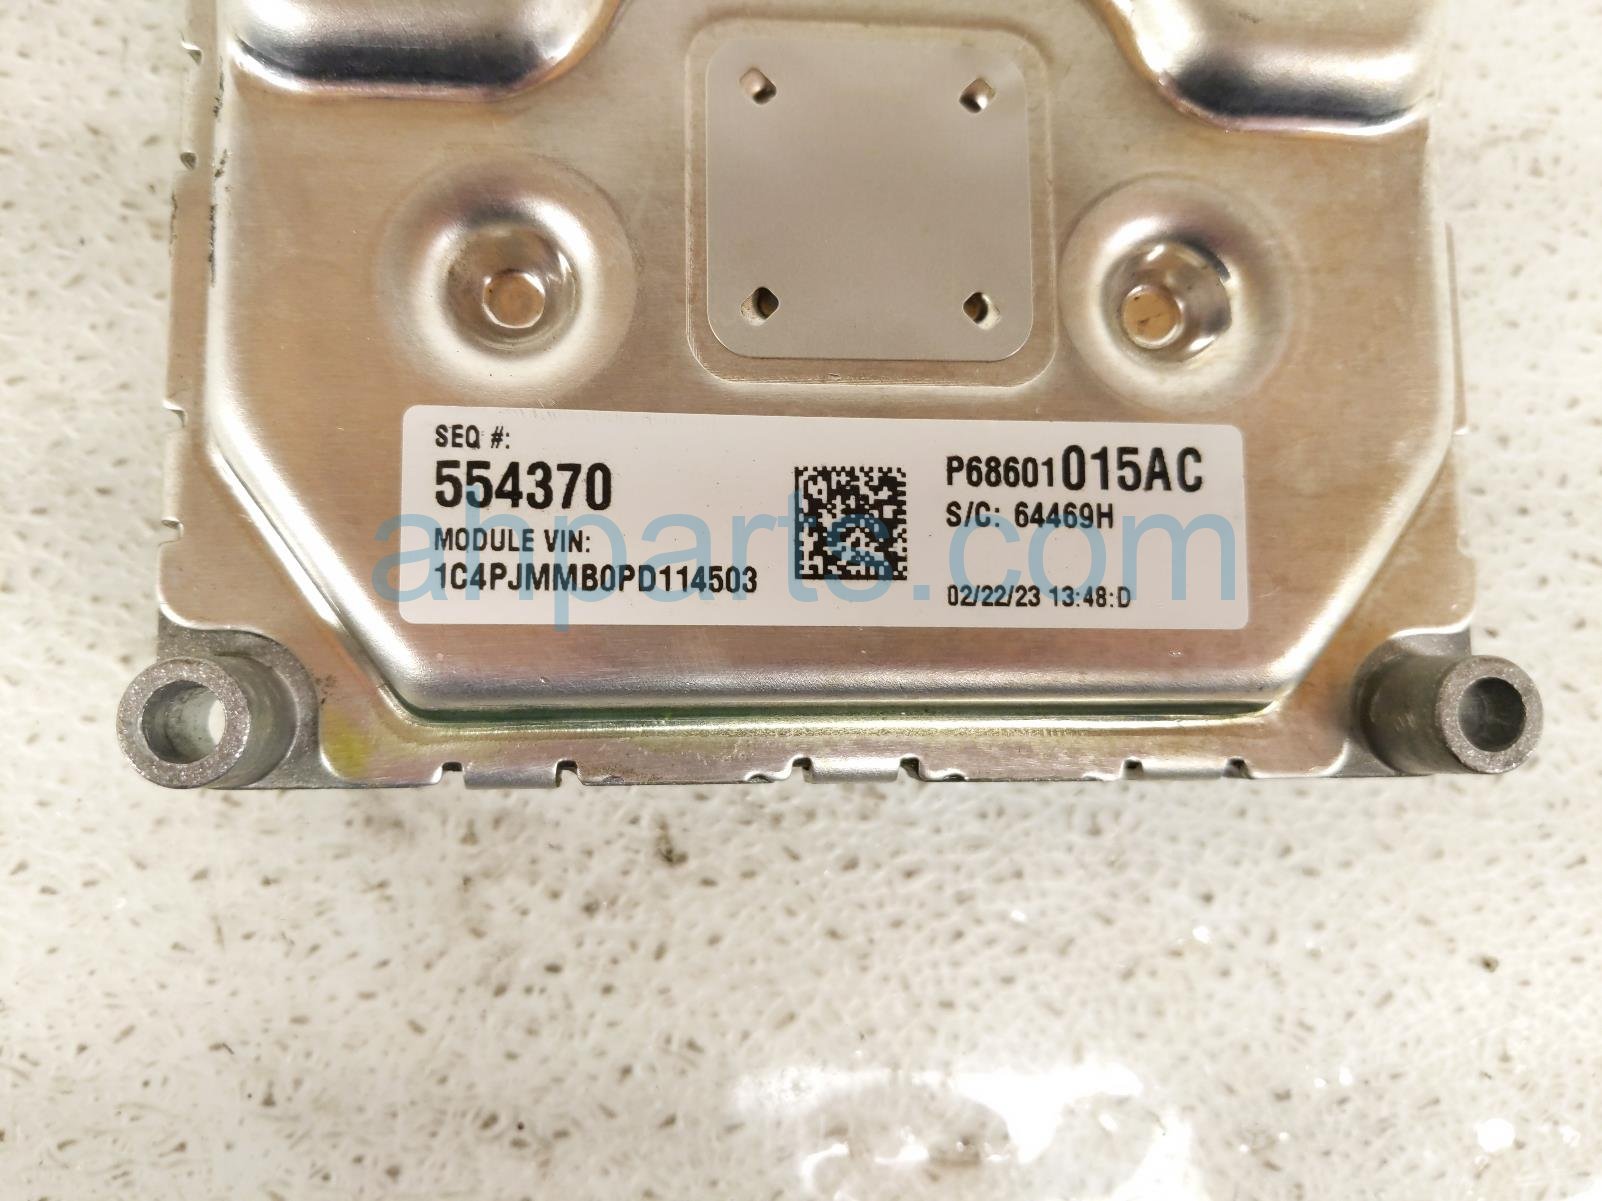 SEQ #:
554370
MODULE VIN:
1C4PJMMB0PD114503
P68601015AC
S/C: 64469H
02/22/23 13:48:D
ahparts.com